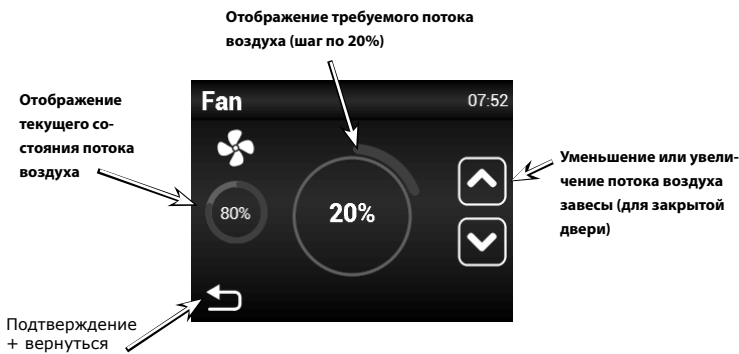 Отображение требуемого потока
воздуха (шаг по 20%)
Отображение
текущего со-
стояния потока
воздуха
Fan
07:52
80%
20%
Уменьшение или увели-
чение потока воздуха
завесы (для закрытой
двери)
Подтверждение
+ вернуться